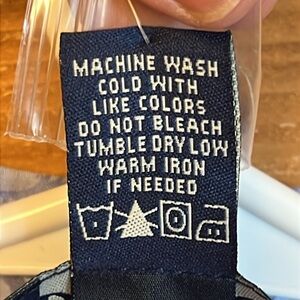 MACHINE WASH
COLD WITH
LIKE COLORS
DO NOT BLEACH
TUMBLE DRY LOW
WARM IRON
IF NEEDED